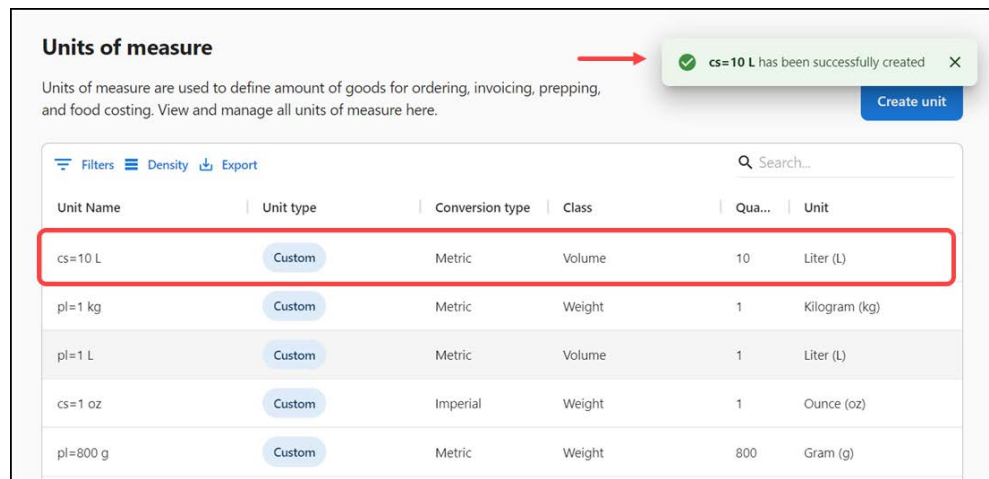 Units of measure
cs=10 L has been successfully created
Units of measure are used to define amount of goods for ordering, invoicing, prepping,
and food costing. View and manage all units of measure here.
Create unit
Filters Density Export Search...
Unit Name Unit type Conversion type Class Qua... Unit
cs=10 L Custom Metric Volume 10 Liter (L)
pl=1 kg Custom Metric Weight 1 Kilogram (kg)
pl=1 L Custom Metric Volume 1 Liter (L)
cs=1 oz Custom Imperial Weight 1 Ounce (oz)
pl=800 g Custom Metric Weight 800 Gram (g)